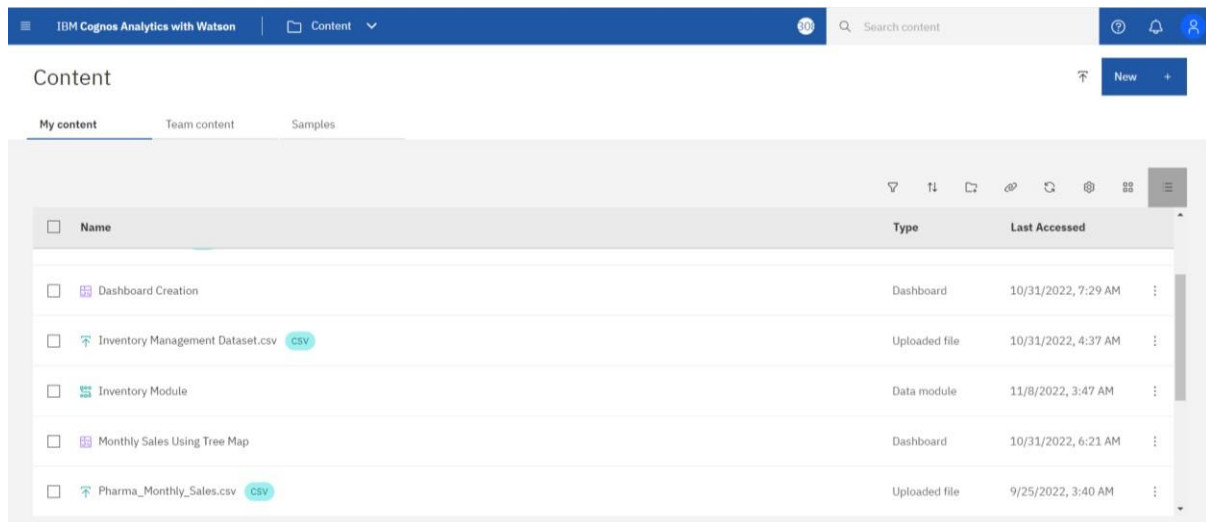 IBM Cognos Analytics with Watson Content Search content
Content New +
My content Team content Samples
Name Type Last Accessed
Dashboard Creation Dashboard 10/31/2022, 7:29 AM
Inventory Management Dataset.csv CSV Uploaded file 10/31/2022, 4:37 AM
Inventory Module Data module 11/8/2022, 3:47 AM
Monthly Sales Using Tree Map Dashboard 10/31/2022, 6:21 AM
Pharma_Monthly_Sales.csv CSV Uploaded file 9/25/2022, 3:40 AM